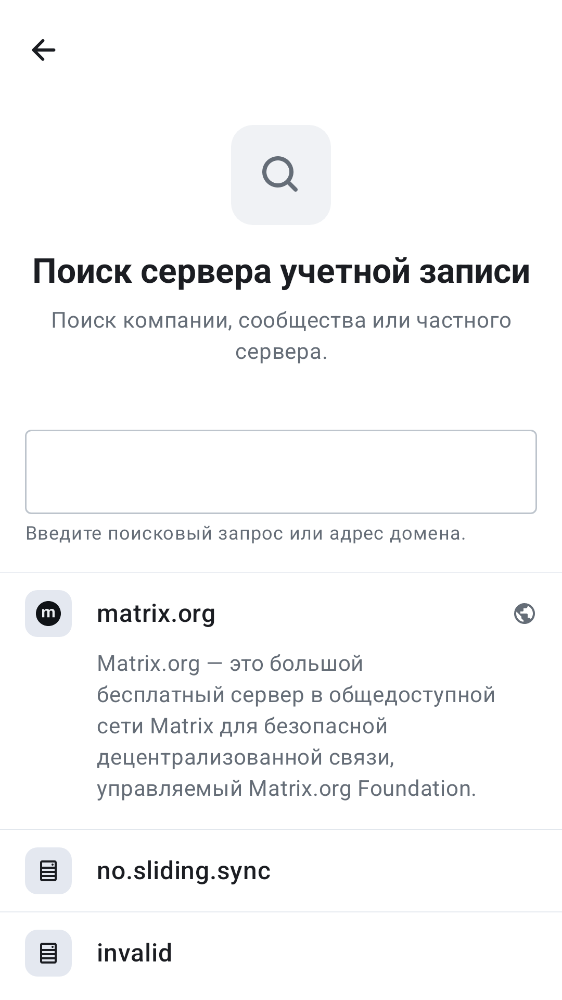 Поиск сервера учетной записи
Поиск компании, сообщества или частного
сервера.
Введите поисковый запрос или адрес домена.
m
matrix.org
Matrix.org — это большой
бесплатный сервер в общедоступной
сети Matrix для безопасной
децентрализованной связи,
управляемый Matrix.org Foundation.
no.sliding.sync
invalid